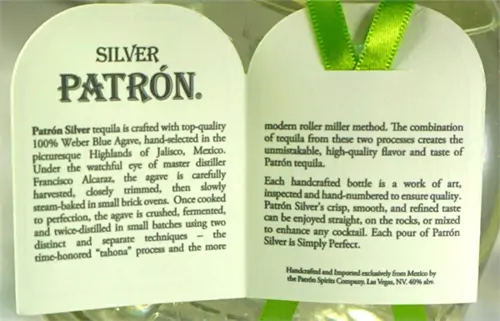 SILVER
PATRÓN.
Patrón Silver tequila is crafted with top-quality
100% Weber Blue Agave, hand-selected in the
picturesque Highlands of Jalisco, Mexico.
Under the watchful eye of master distiller
Francisco Alcaraz, the agave is carefully
harvested, closely trimmed, then slowly
steam-baked in small brick ovens. Once cooked
to perfection, the agave is crushed, fermented,
and twice-distilled in small batches using two
distinct and separate techniques – the
time-honored "tahona" process and the more
modern roller miller method. The combination
of tequila from these two processes creates the
unmistakable, high-quality flavor and taste of
Patrón tequila.
Each handcrafted bottle is a work of art,
inspected and hand-numbered to ensure quality.
Patrón Silver's crisp, smooth, and refined taste
can be enjoyed straight, on the rocks, or mixed
to enhance any cocktail. Each pour of Patrón
Silver is Simply Perfect.
Handcrafted and Imported exclusively from Mexico by
the Patrón Spirits Company, Las Vegas, NV. 40% abv.